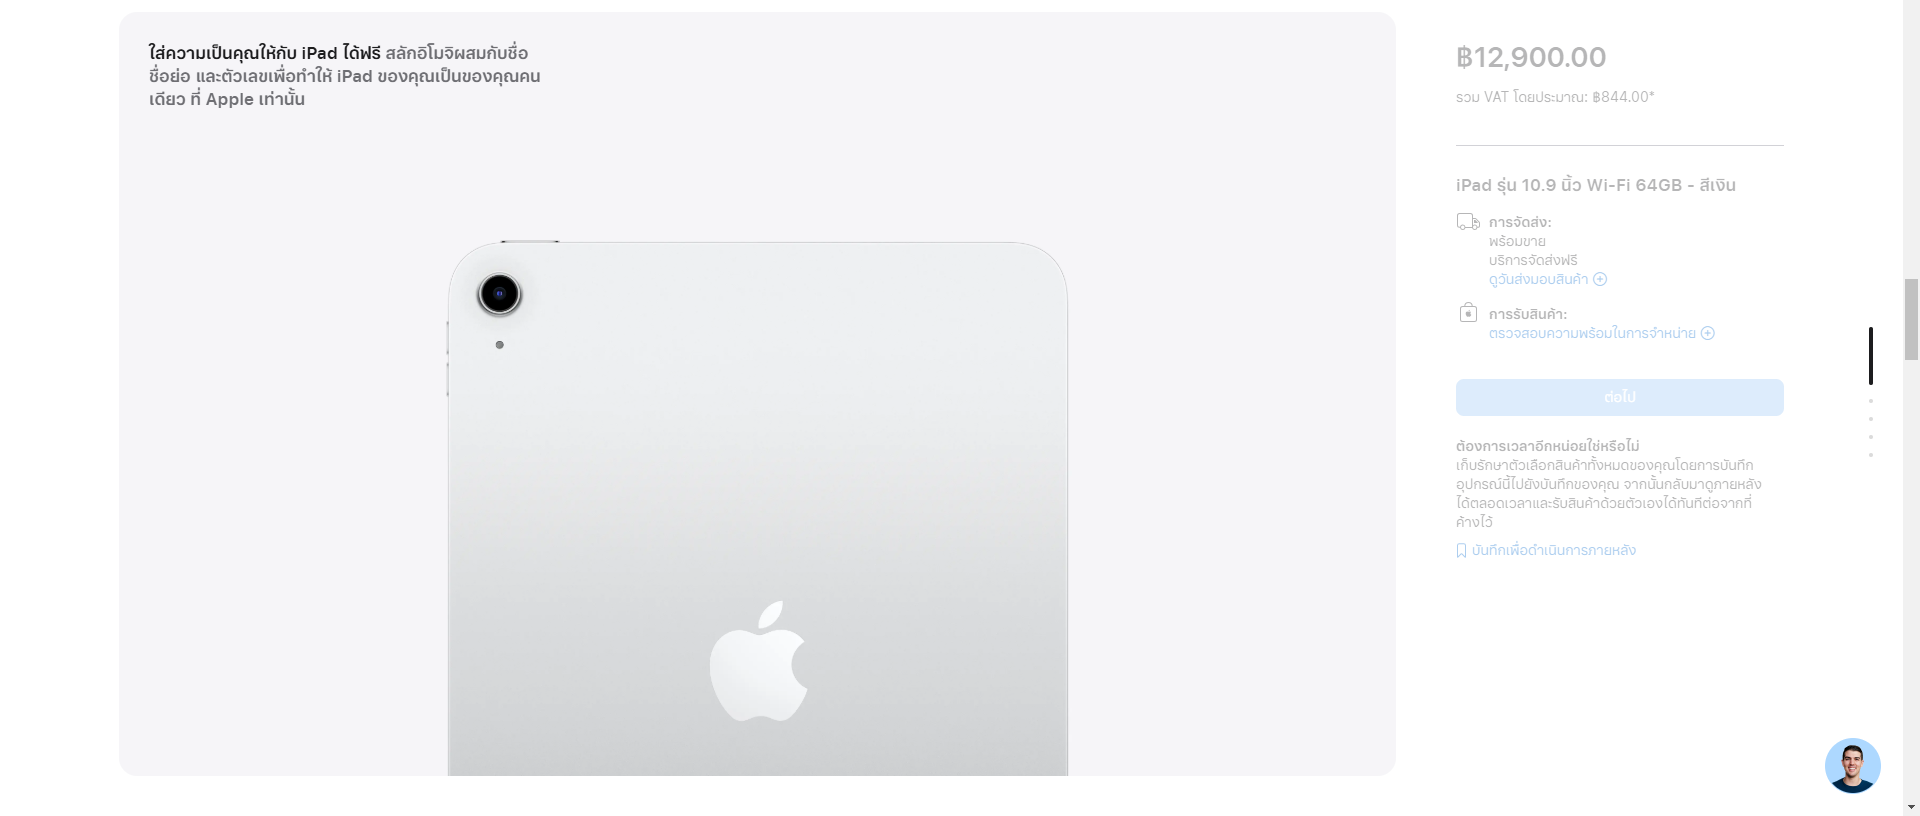 ใส่ความเป็นคุณให้กับ iPad ได้ฟรี สลักอิโมจิผสมกับชื่อ
ชื่อย่อ และตัวเลขเพื่อทำให้ iPad ของคุณเป็นของคุณคน
เดียว ที่ Apple เท่านั้น
฿12,900.00
รวม VAT โดยประมาณ: ฿844.00*
iPad รุ่น 10.9 นิ้ว Wi-Fi 64GB - สีเงิน
การจัดส่ง:
พร้อมขาย
บริการจัดส่งฟรี
ดูวันส่งมอบสินค้า
การรับสินค้า:
ตรวจสอบความพร้อมในการจำหน่าย
ต่อไป
ต้องการเวลาอีกหน่อยใช่หรือไม่
เก็บรักษาตัวเลือกสินค้าทั้งหมดของคุณโดยการบันทึก
อุปกรณ์นี้ไปยังบันทึกของคุณ จากนั้นกลับมาดูภายหลัง
ได้ตลอดเวลาและรับสินค้าด้วยตัวเองได้ทันทีต่อจากที่
ค้างไว้
บันทึกเพื่อดำเนินการภายหลัง